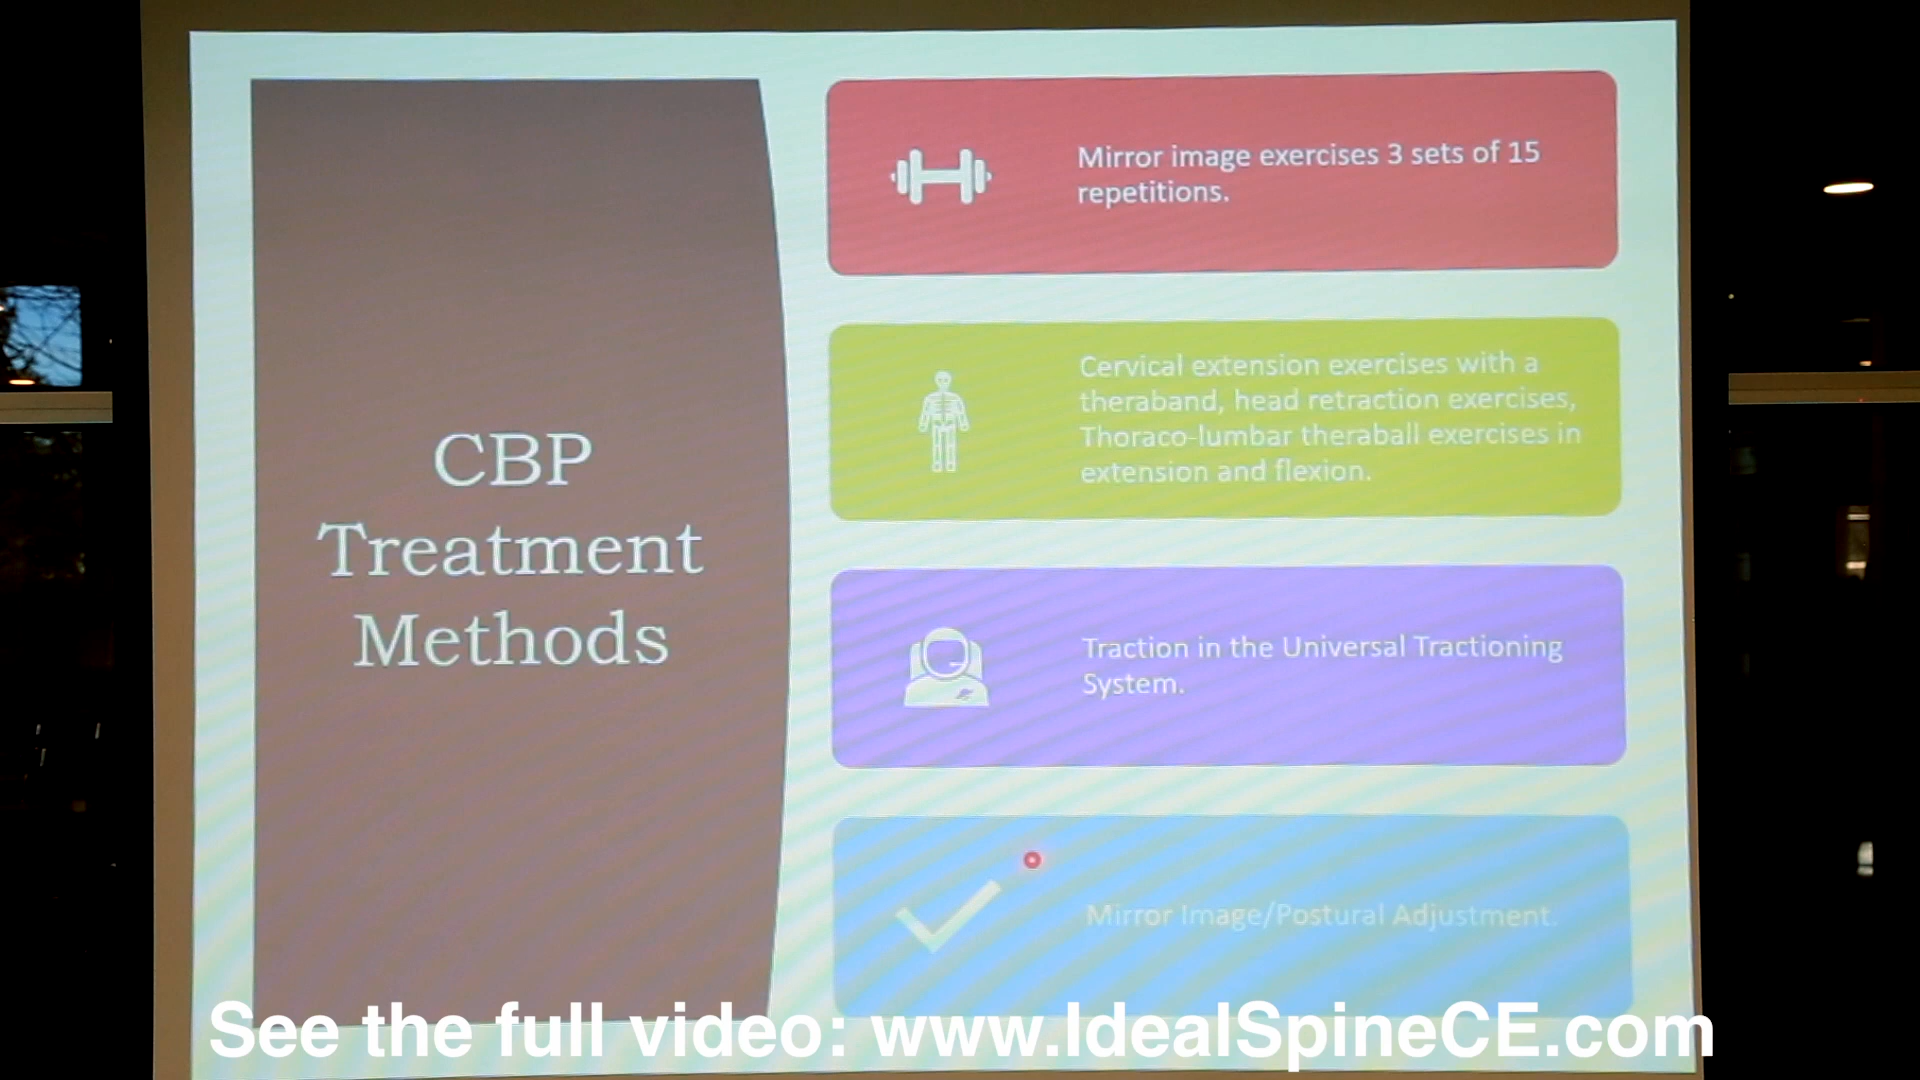 CBP
Treatment
Methods
Mirror image exercises 3 sets of 15
repetitions.
Cervical extension exercises with a
theraband, head retraction exercises,
Thoraco-lumbar theraball exercises in
extension and flexion.
Traction in the Universal Tractioning
System.
Mirror Image/Postural Adjustment.
See the full video: www.IdealSpineCE.com